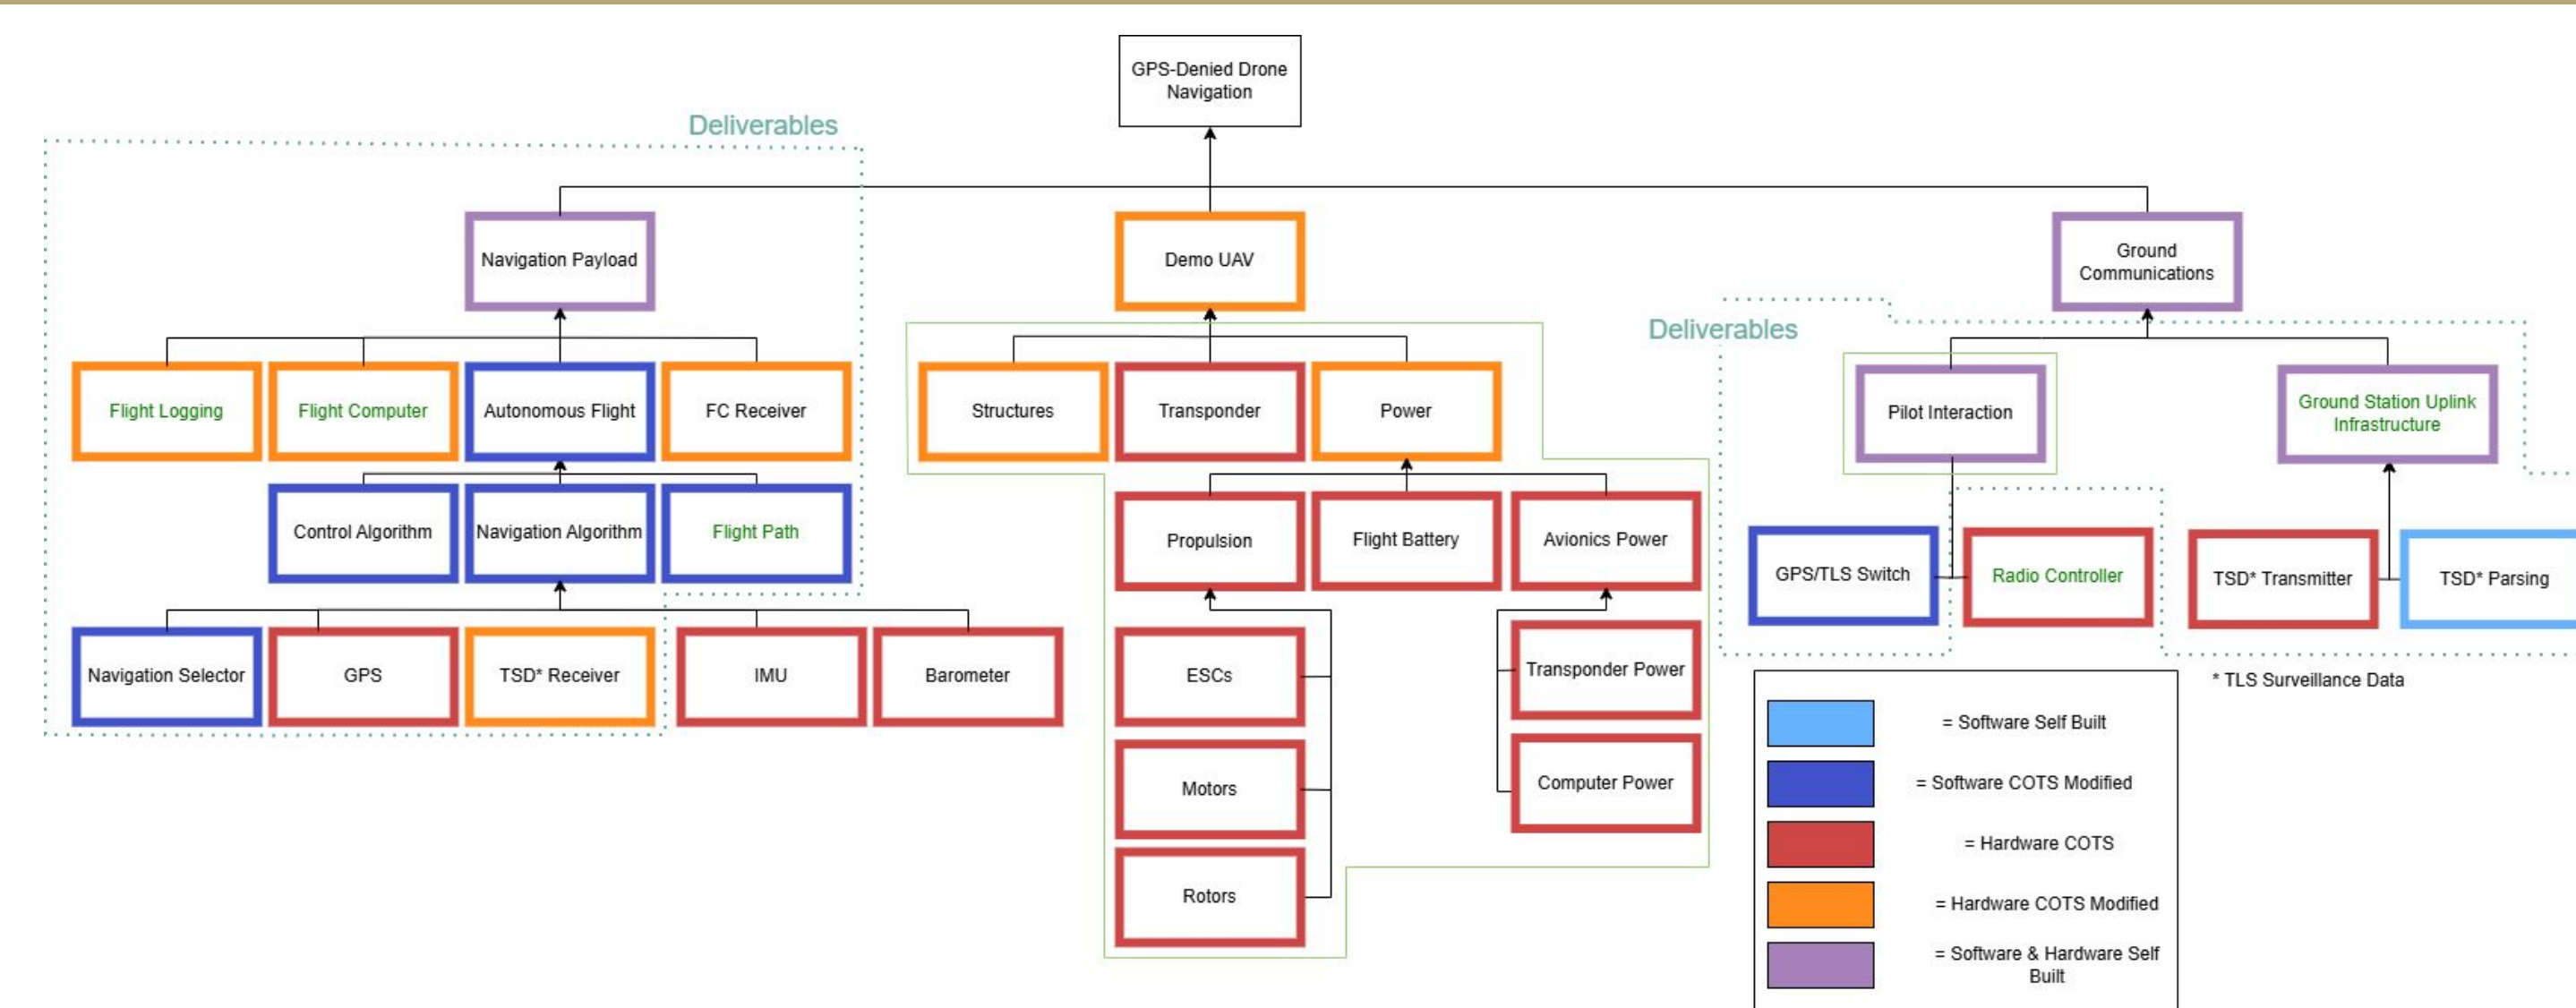 GPS-Denied Drone
Navigation
Deliverables
Navigation Payload
Demo UAV
Ground
Communications
Deliverables
Flight Logging
Flight Computer
Autonomous Flight
FC Receiver
Structures
Transponder
Power
Pilot Interaction
Ground Station Uplink
Infrastructure
Control Algorithm
Navigation Algorithm
Flight Path
Propulsion
Flight Battery
Avionics Power
GPS/TLS Switch
Radio Controller
TSD* Transmitter
TSD* Parsing
Navigation Selector
GPS
TSD* Receiver
IMU
Barometer
ESCs
Transponder Power
* TLS Surveillance Data
Motors
Computer Power
Rotors
= Software Self Built
= Software COTS Modified
= Hardware COTS
= Hardware COTS Modified
= Software & Hardware Self
Built